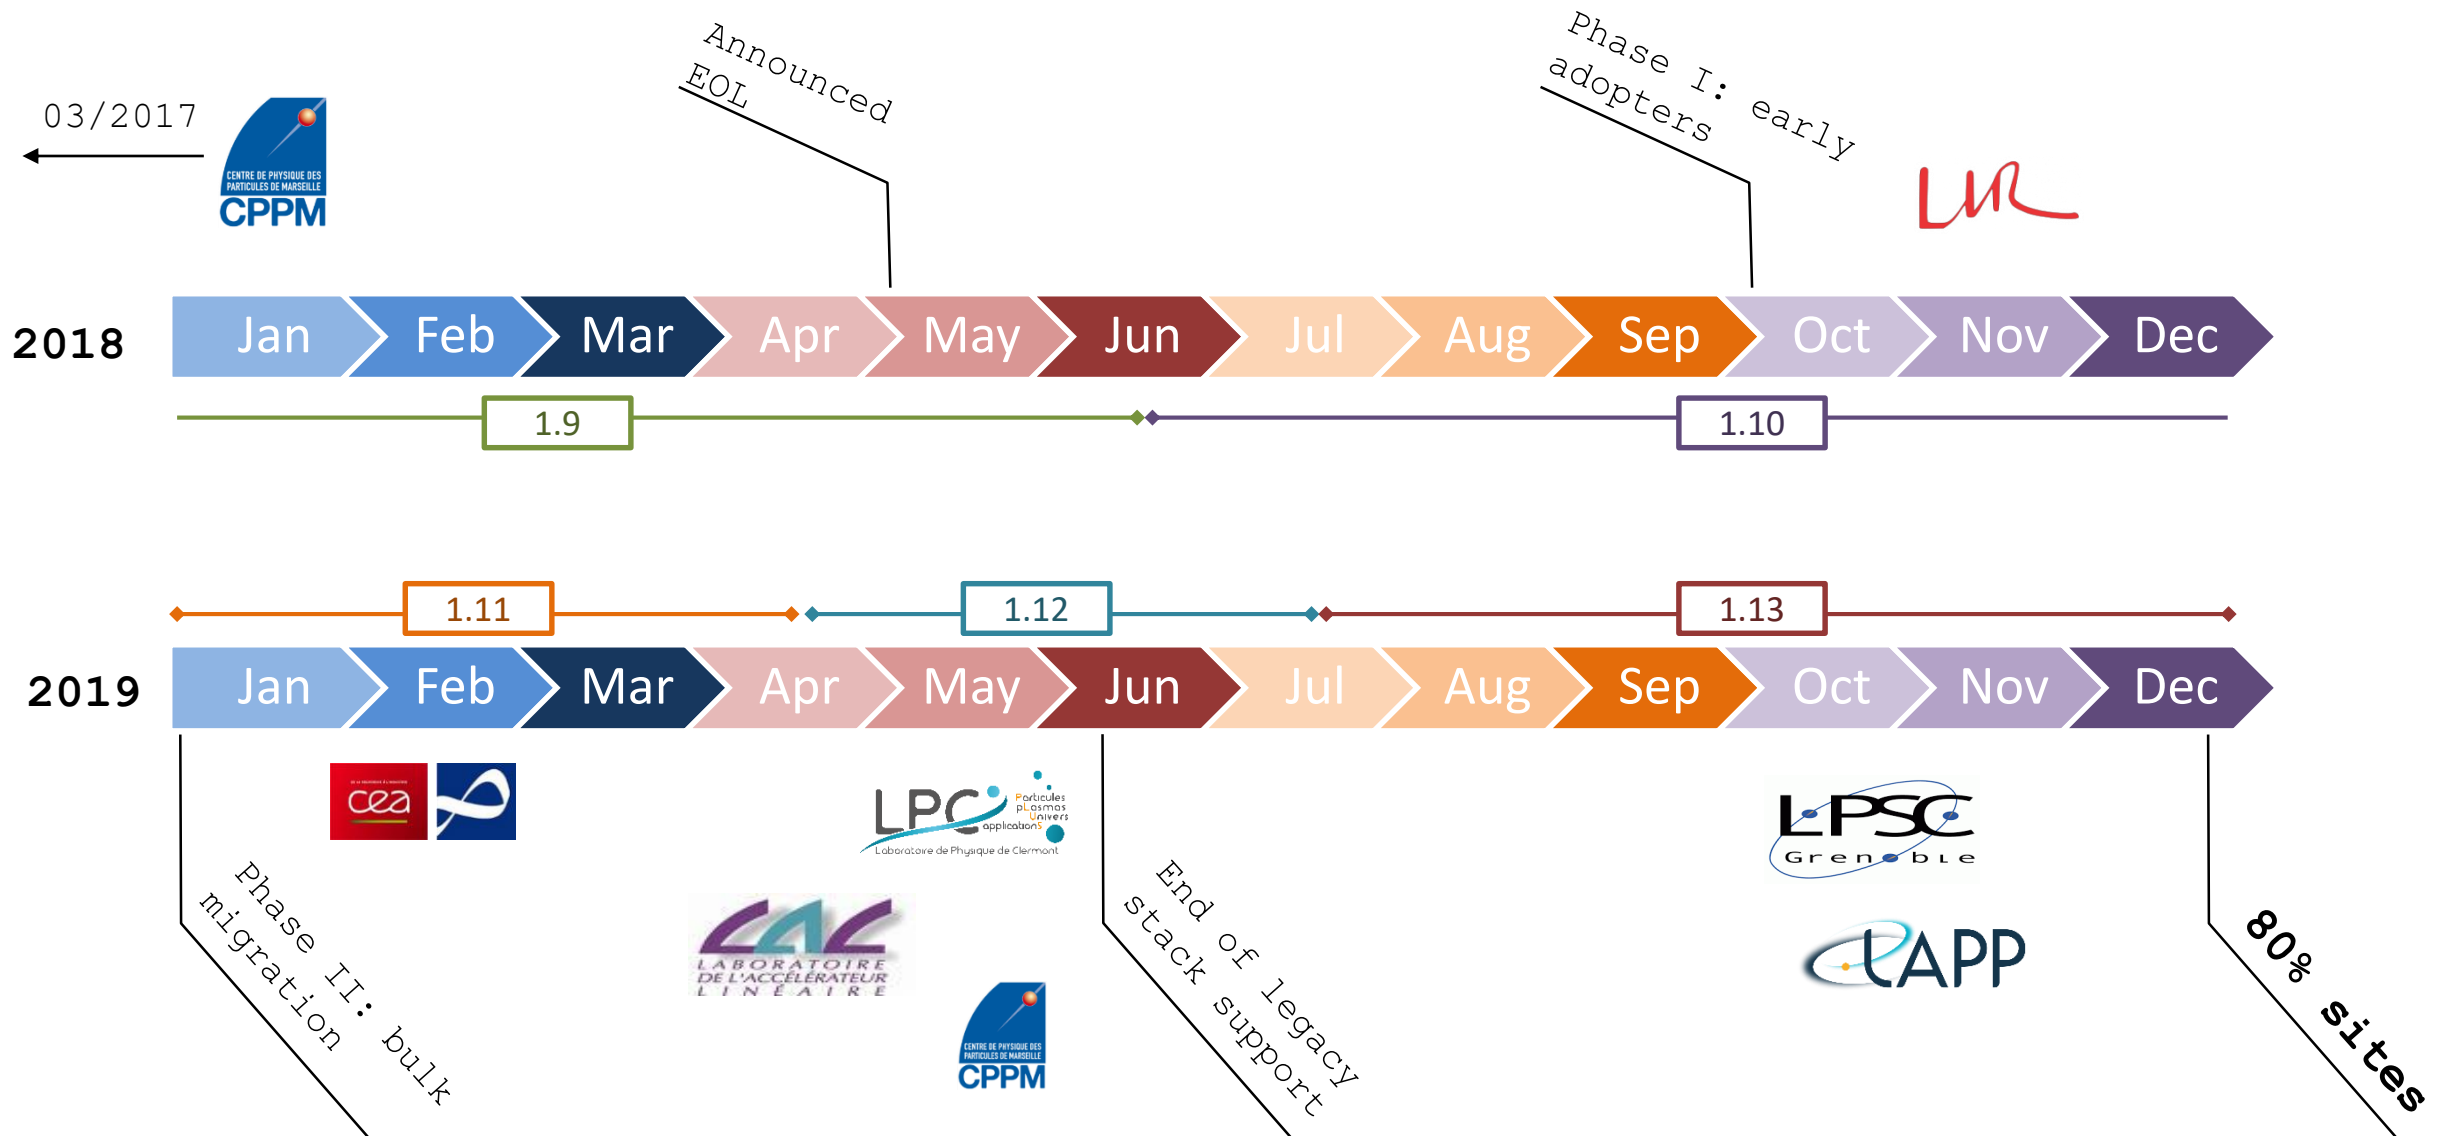 Announced
EOL
Phase I: early
adopters
03/2017
CENTRE DE PHYSIQUE DES
PARTICULES DE MARSEILLE
CPPM
LLR
2018
Jan Feb Mar Apr May Jun Jul Aug Sep Oct Nov Dec
1.9 1.10
1.11 1.12 1.13
2019
Jan Feb Mar Apr May Jun Jul Aug Sep Oct Nov Dec
cea
LPC
Particules
pLasmas
Univers
applicationS
Laboratoire de Physique de Clermont
LPSC
Grenoble
Phase II: bulk
migration
LAL
LABORATOIRE
DE L'ACCÉLÉRATEUR
LINÉAIRE
End of legacy
stack support
LAPP
80% sites
CENTRE DE PHYSIQUE DES
PARTICULES DE MARSEILLE
CPPM